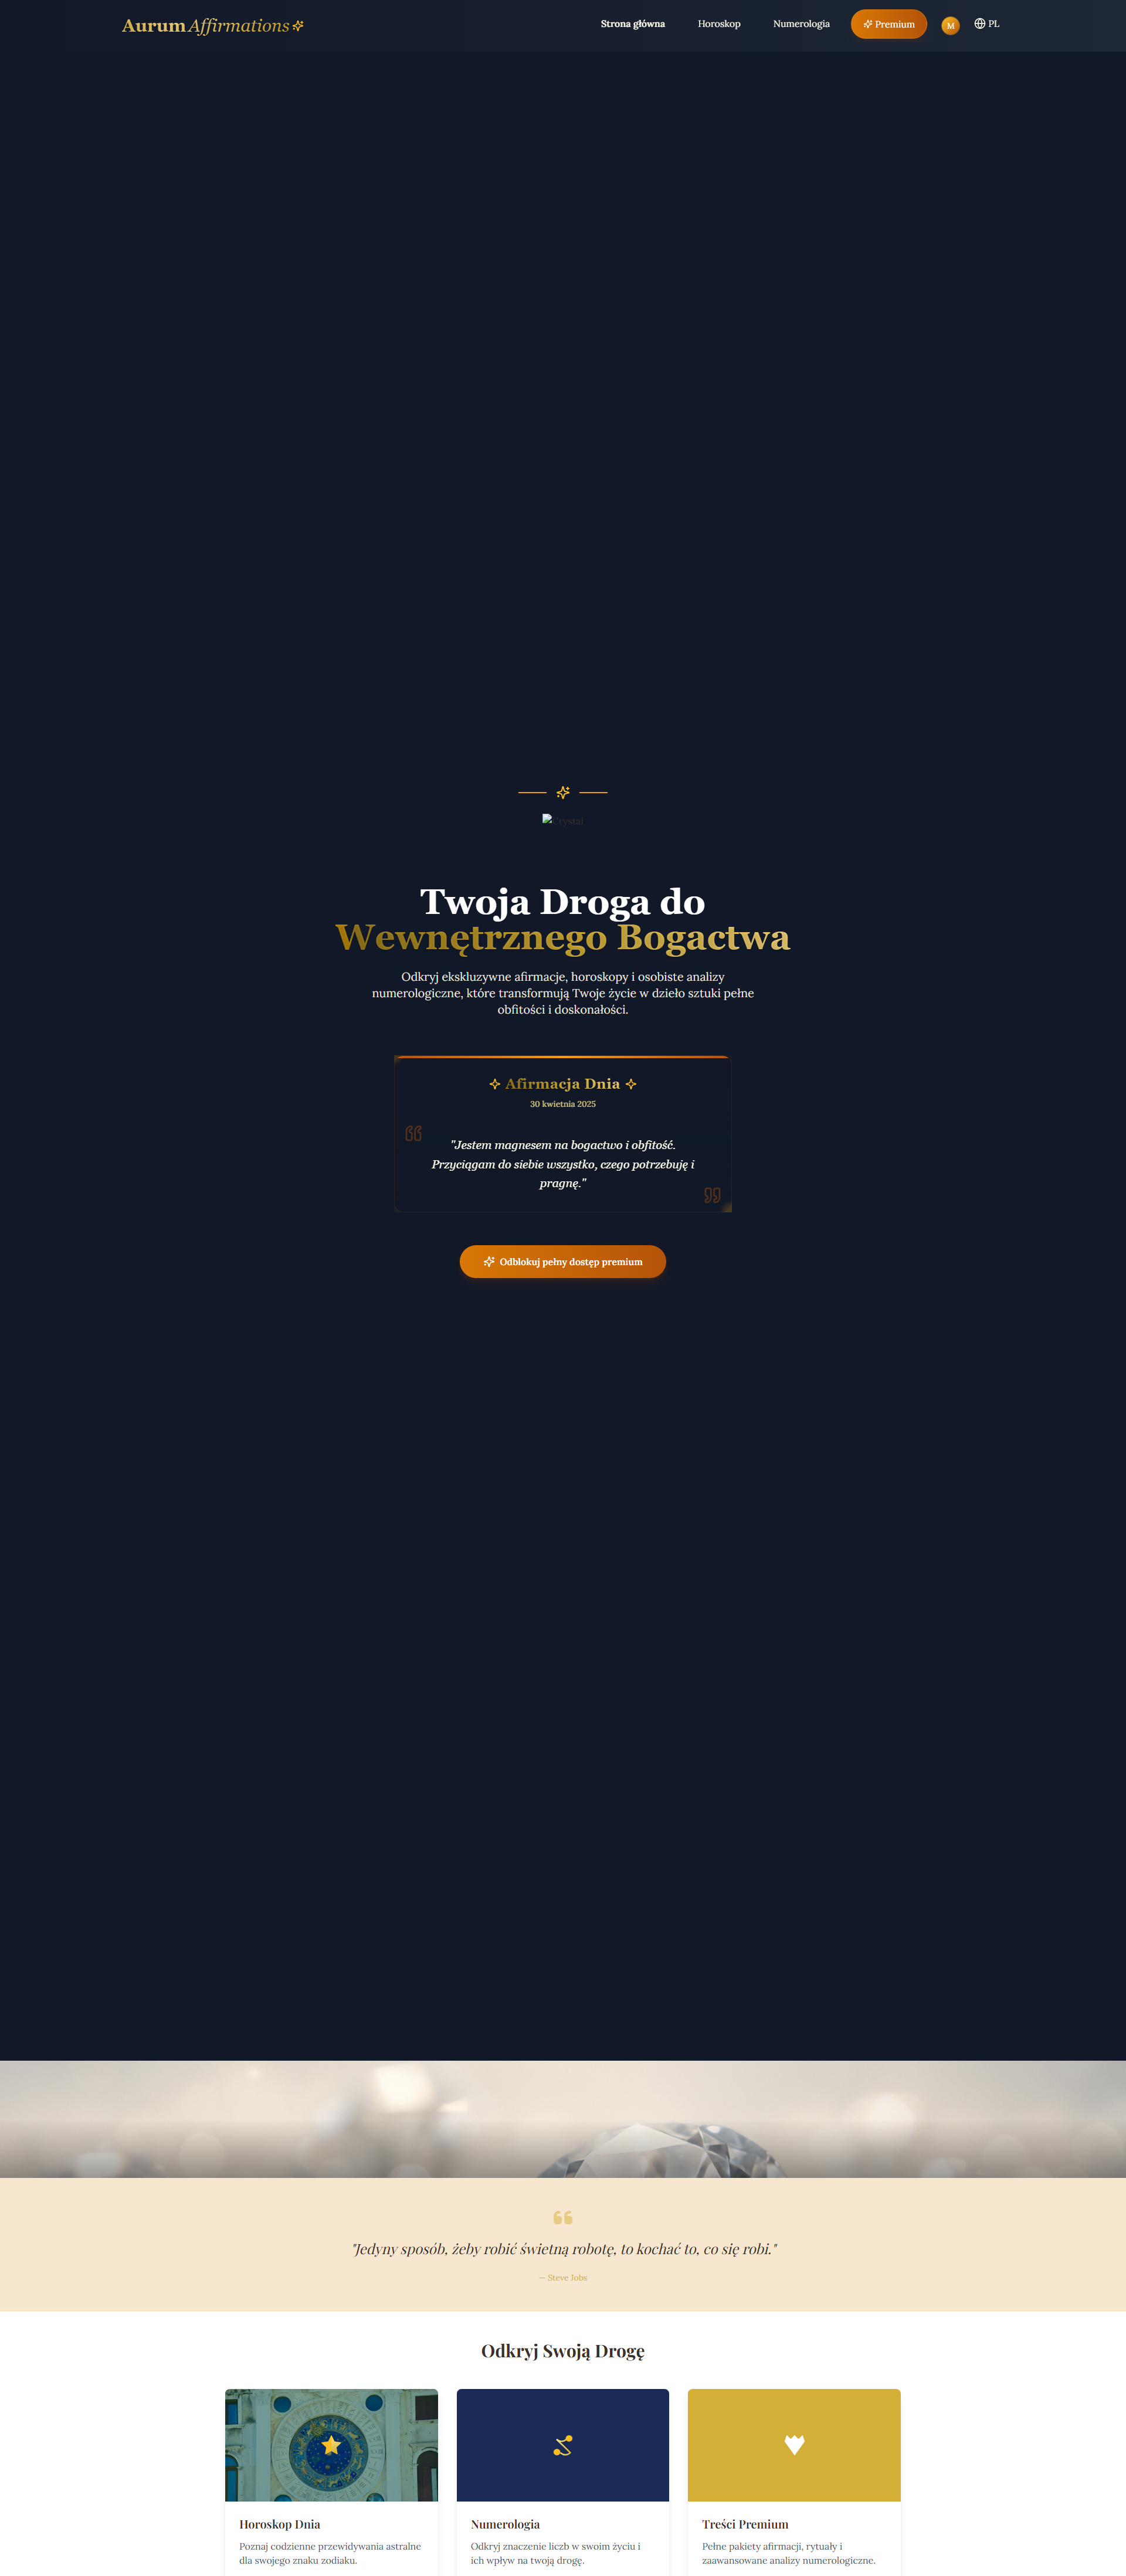 Aurum Affirmations
Strona główna
Horoskop
Numerologia
Premium
M
PL
Crystal
Twoja Droga do
Wewnętrznego Bogactwa
Odkryj ekskluzywne afirmacje, horoskopy i osobiste analizy
numerologiczne, które transformują Twoje życie w dzieło sztuki pełne
obfitości i doskonałości.
Afirmacja Dnia
30 kwietnia 2025
"Jestem magnesem na bogactwo i obfitość.
Przyciągam do siebie wszystko, czego potrzebuję i
pragnę."
Odblokuj pełny dostęp premium
"Jedyny sposób, żeby robić świetną robotę, to kochać to, co się robi."
— Steve Jobs
Odkryj Swoją Drogę
Horoskop Dnia
Poznaj codzienne przewidywania astralne
dla swojego znaku zodiaku.
Numerologia
Odkryj znaczenie liczb w swoim życiu i
ich wpływ na twoją drogę.
Treści Premium
Pełne pakiety afirmacji, rytuały i
zaawansowane analizy numerologiczne.